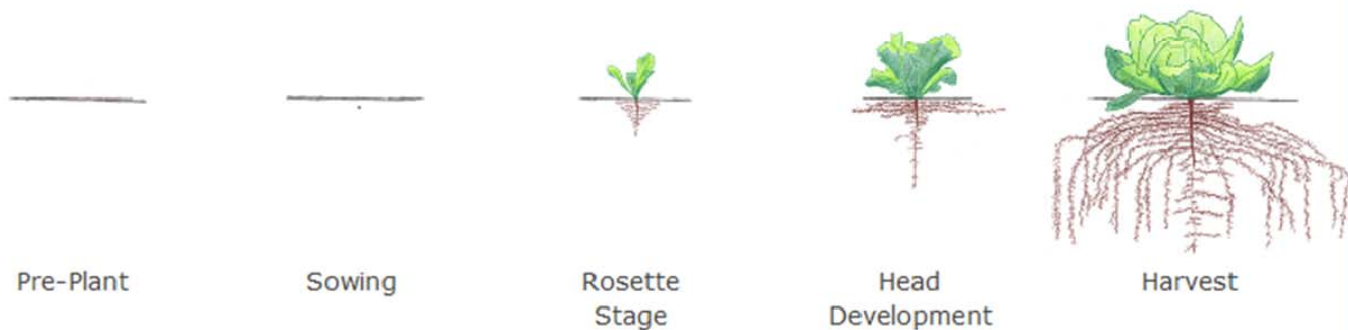 Pre-Plant
Sowing
Rosette
Stage
Head
Development
Harvest